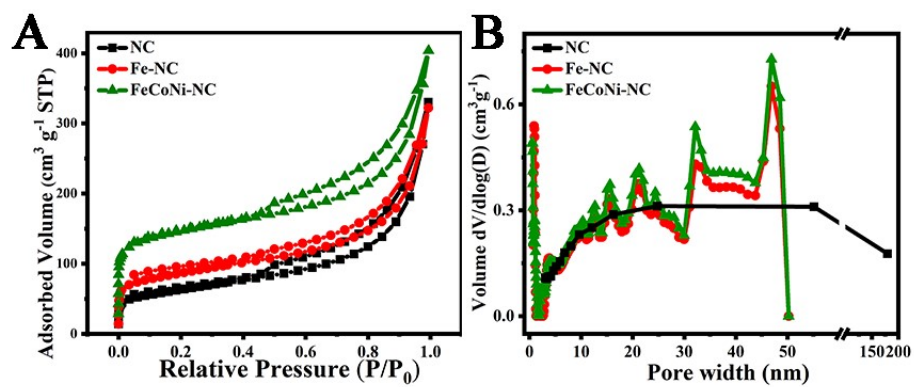 A
NC
Fe-NC
FeCoNi-NC
Adsorbed Volume (cm³ g⁻¹ STP)
400
300
200
100
0
0.0 0.2 0.4 0.6 0.8 1.0
Relative Pressure (P/P₀)
B
NC
Fe-NC
FeCoNi-NC
Volume dV/dlog(D) (cm³g⁻¹)
0.6
0.3
0.0
0 10 20 30 40 50 150 200
Pore width (nm)